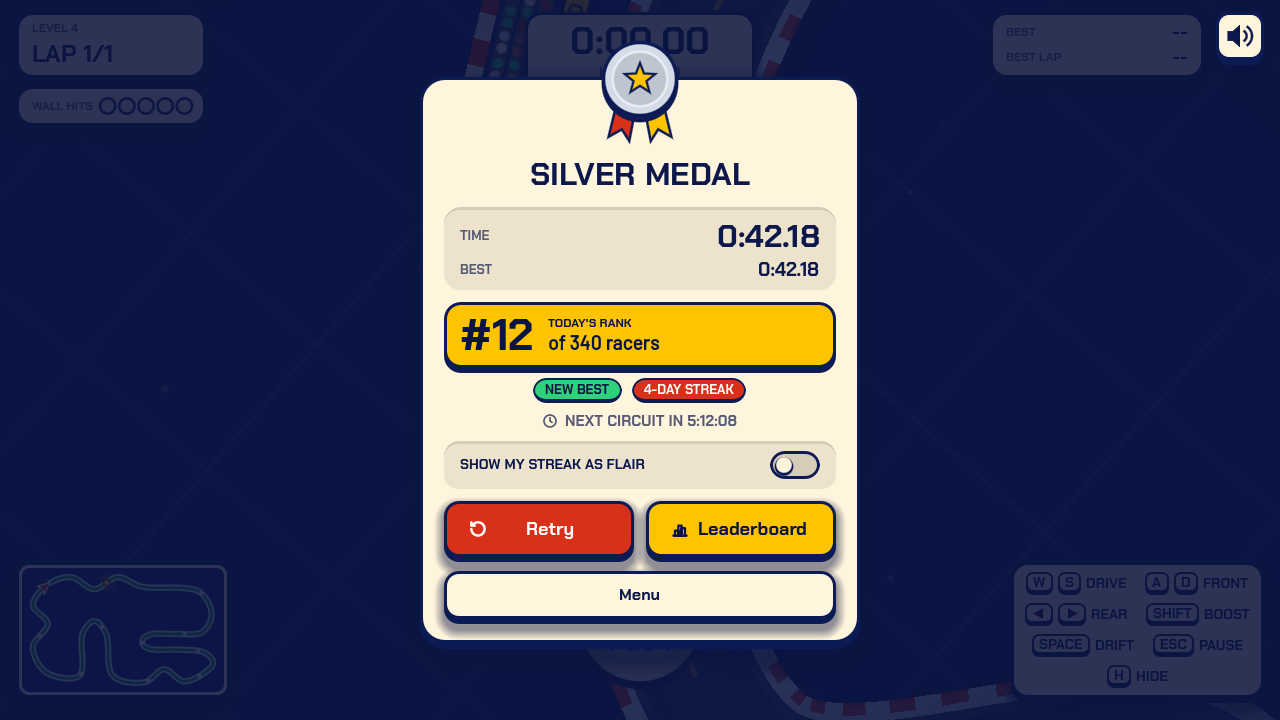 LEVEL 4
LAP 1/1
WALL HITS
0:00.00
BEST --
BEST LAP --
SILVER MEDAL
TIME 0:42.18
BEST 0:42.18
#12 TODAY'S RANK
of 340 racers
NEW BEST 4-DAY STREAK
NEXT CIRCUIT IN 5:12:08
SHOW MY STREAK AS FLAIR
Retry Leaderboard
Menu
W S DRIVE A D FRONT
◀ ▶ REAR SHIFT BOOST
SPACE DRIFT ESC PAUSE
H HIDE